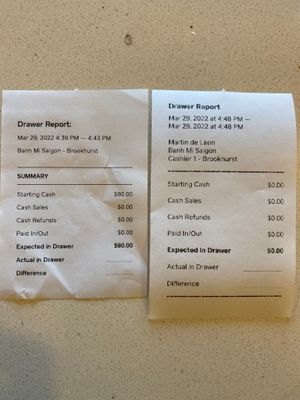 Drawer Report:
Mar 29, 2022 4:39 PM — 4:43 PM
Banh Mi Saigon - Brookhurst
SUMMARY
Starting Cash $80.00
Cash Sales $0.00
Cash Refunds $0.00
Paid In/Out $0.00
Expected in Drawer $80.00
Actual in Drawer
Difference
Drawer Report
Mar 29, 2022 at 4:48 PM —
Mar 29, 2022 at 4:48 PM
Martin de Leon
Banh Mi Saigon
Cashier 1 - Brookhurst
Starting Cash $0.00
Cash Sales $0.00
Cash Refunds $0.00
Paid In/Out $0.00
Expected in Drawer $0.00
Actual in Drawer
Difference